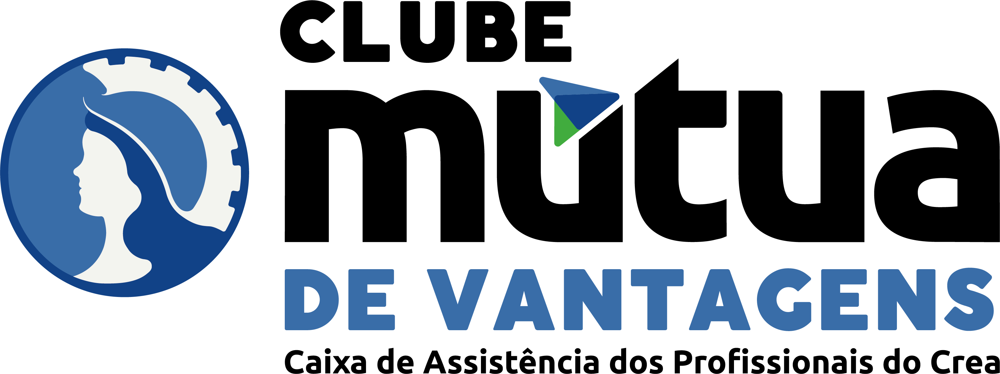 CLUBE
mútua
DE VANTAGENS
Caixa de Assistência dos Profissionais do Crea